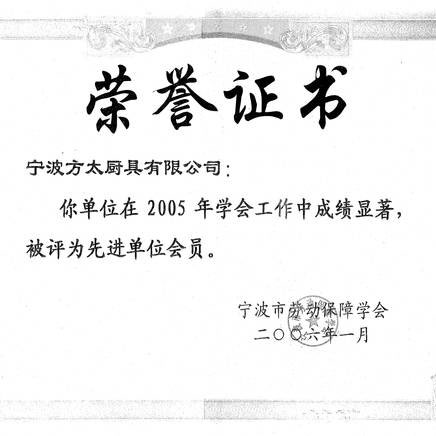 荣誉证书
宁波方太厨具有限公司：
你单位在 2005 年学会工作中成绩显著，
被评为先进单位会员。
宁波市劳动保障学会
二〇〇六年一月